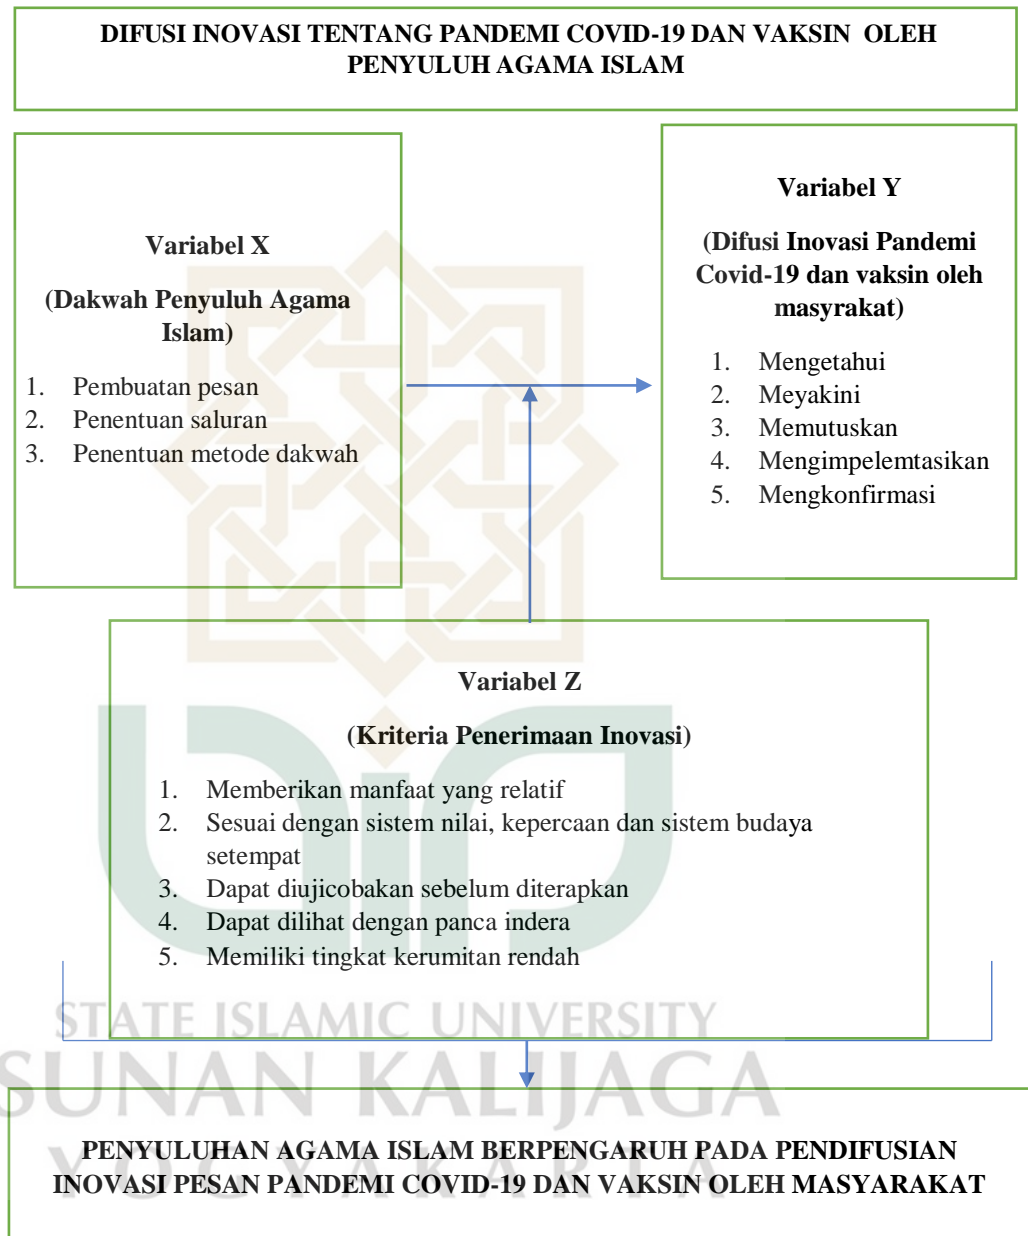 DIFUSI INOVASI TENTANG PANDEMI COVID-19 DAN VAKSIN OLEH
PENYULUH AGAMA ISLAM
Variabel X
(Dakwah Penyuluh Agama
Islam)
1. Pembuatan pesan
2. Penentuan saluran
3. Penentuan metode dakwah
Variabel Y
(Difusi Inovasi Pandemi
Covid-19 dan vaksin oleh
masyrakat)
1. Mengetahui
2. Meyakini
3. Memutuskan
4. Mengimpelemtasikan
5. Mengkonfirmasi
Variabel Z
(Kriteria Penerimaan Inovasi)
1. Memberikan manfaat yang relatif
2. Sesuai dengan sistem nilai, kepercaan dan sistem budaya
setempat
3. Dapat diujicobakan sebelum diterapkan
4. Dapat dilihat dengan panca indera
5. Memiliki tingkat kerumitan rendah
STATE ISLAMIC UNIVERSITY
SUNAN KALIJAGA
YOGYAKARTA
PENYULUHAN AGAMA ISLAM BERPENGARUH PADA PENDIFUSIAN
INOVASI PESAN PANDEMI COVID-19 DAN VAKSIN OLEH MASYARAKAT